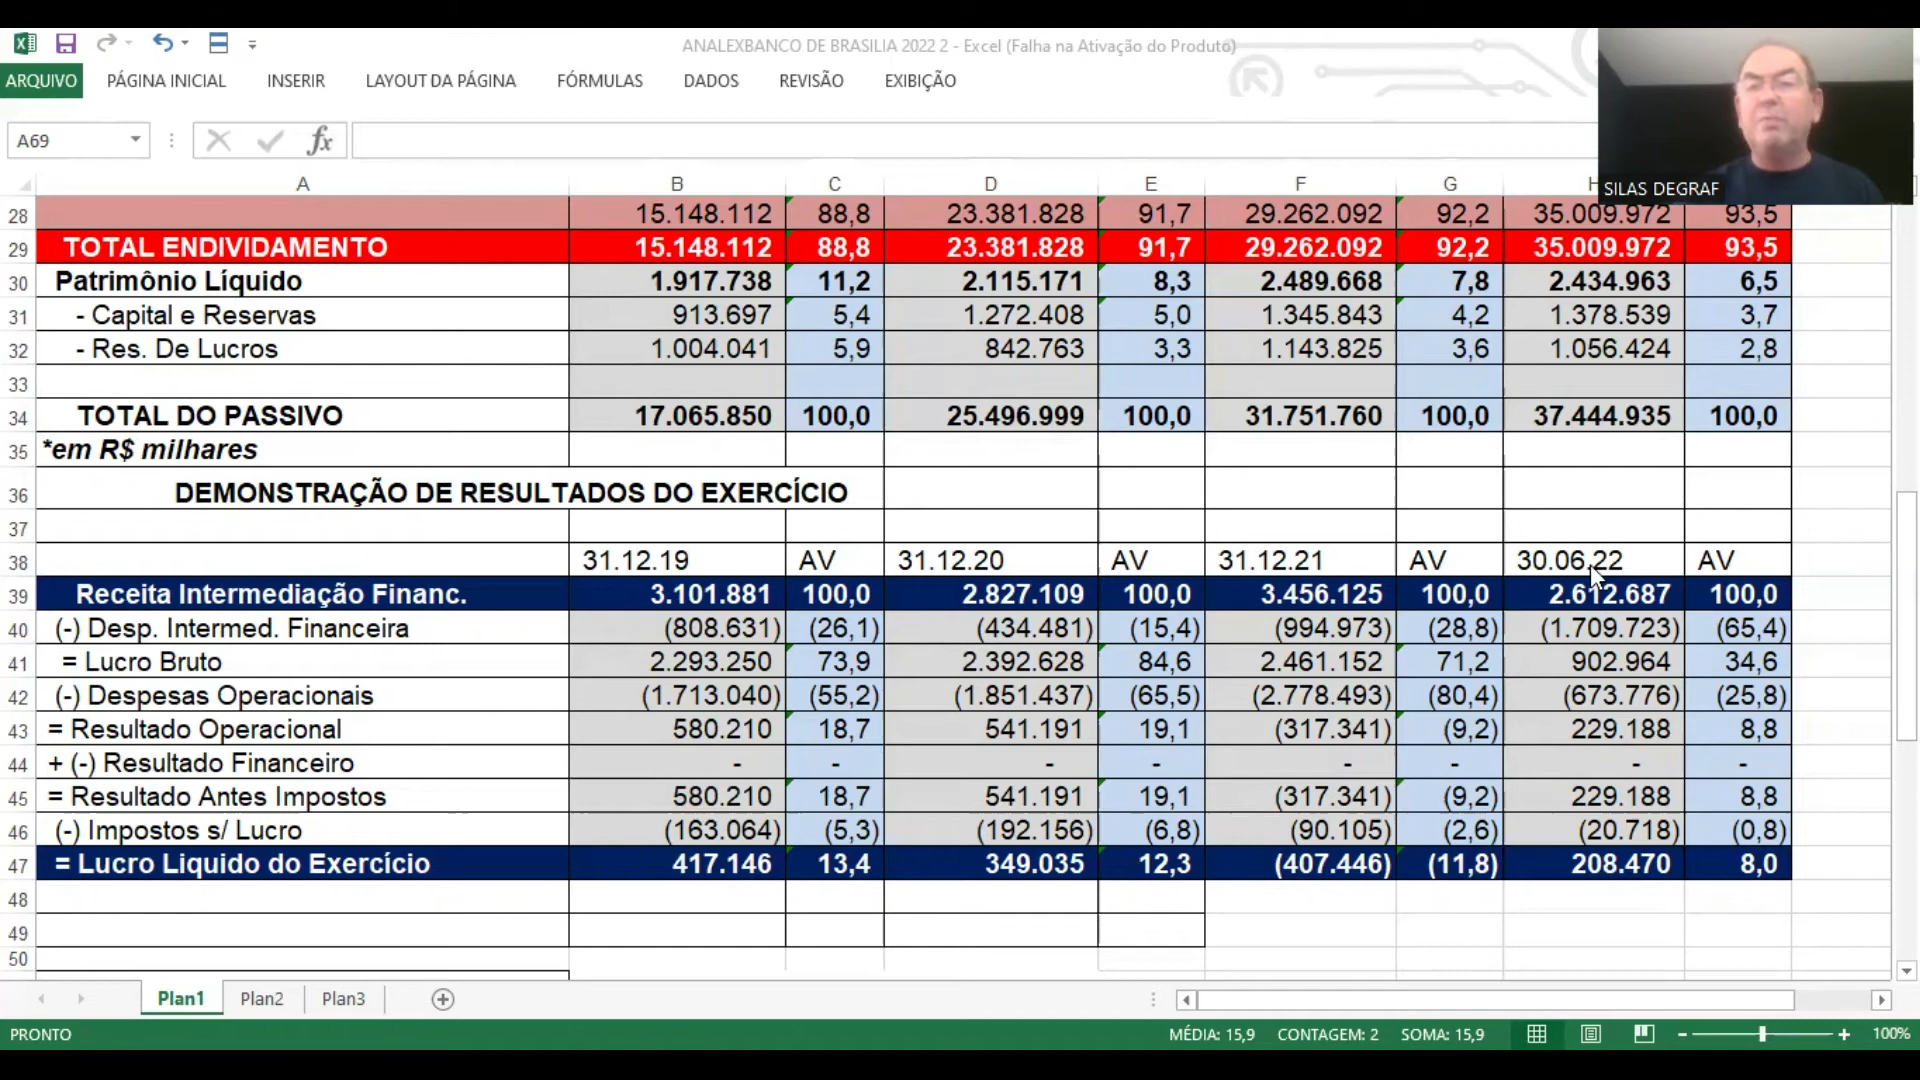 ANALEXBANCO DE BRASILIA 2022 2 - Excel (Falha na Ativação do Produto)
ARQUIVO PÁGINA INICIAL INSERIR LAYOUT DA PÁGINA FÓRMULAS DADOS REVISÃO EXIBIÇÃO
A69 fx
SILAS DEGRAF
A B C D E F G H
28 15.148.112 88,8 23.381.828 91,7 29.262.092 92,2 35.009.972 93,5
29 TOTAL ENDIVIDAMENTO 15.148.112 88,8 23.381.828 91,7 29.262.092 92,2 35.009.972 93,5
30 Patrimônio Líquido 1.917.738 11,2 2.115.171 8,3 2.489.668 7,8 2.434.963 6,5
31 - Capital e Reservas 913.697 5,4 1.272.408 5,0 1.345.843 4,2 1.378.539 3,7
32 - Res. De Lucros 1.004.041 5,9 842.763 3,3 1.143.825 3,6 1.056.424 2,8
33
34 TOTAL DO PASSIVO 17.065.850 100,0 25.496.999 100,0 31.751.760 100,0 37.444.935 100,0
35 *em R$ milhares
36 DEMONSTRAÇÃO DE RESULTADOS DO EXERCÍCIO
37
38 31.12.19 AV 31.12.20 AV 31.12.21 AV 30.06.22 AV
39 Receita Intermediação Financ. 3.101.881 100,0 2.827.109 100,0 3.456.125 100,0 2.612.687 100,0
40 (-) Desp. Intermed. Financeira (808.631) (26,1) (434.481) (15,4) (994.973) (28,8) (1.709.723) (65,4)
41 = Lucro Bruto 2.293.250 73,9 2.392.628 84,6 2.461.152 71,2 902.964 34,6
42 (-) Despesas Operacionais (1.713.040) (55,2) (1.851.437) (65,5) (2.778.493) (80,4) (673.776) (25,8)
43 = Resultado Operacional 580.210 18,7 541.191 19,1 (317.341) (9,2) 229.188 8,8
44 + (-) Resultado Financeiro - - - - - - - -
45 = Resultado Antes Impostos 580.210 18,7 541.191 19,1 (317.341) (9,2) 229.188 8,8
46 (-) Impostos s/ Lucro (163.064) (5,3) (192.156) (6,8) (90.105) (2,6) (20.718) (0,8)
47 = Lucro Liquido do Exercício 417.146 13,4 349.035 12,3 (407.446) (11,8) 208.470 8,0
48
49
50
Plan1 Plan2 Plan3
PRONTO MÉDIA: 15,9 CONTAGEM: 2 SOMA: 15,9 100%